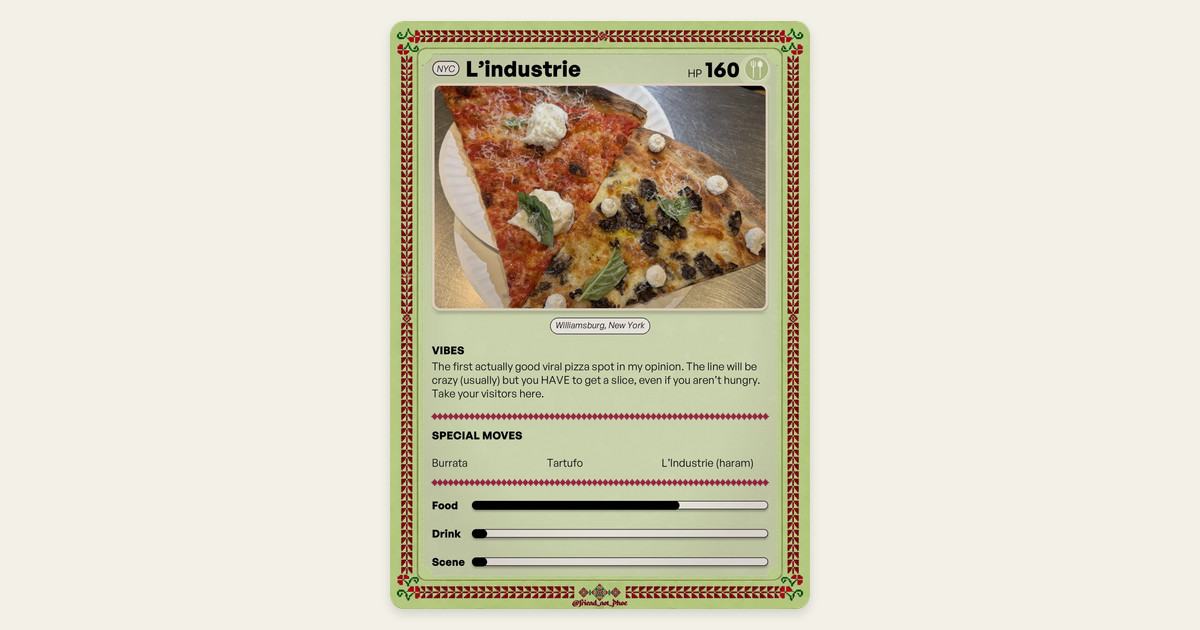 NYC L’industrie HP 160
Williamsburg, New York
VIBES
The first actually good viral pizza spot in my opinion. The line will be
crazy (usually) but you HAVE to get a slice, even if you aren’t hungry.
Take your visitors here.
SPECIAL MOVES
Burrata Tartufo L’Industrie (haram)
Food
Drink
Scene
@friend_not_phoe